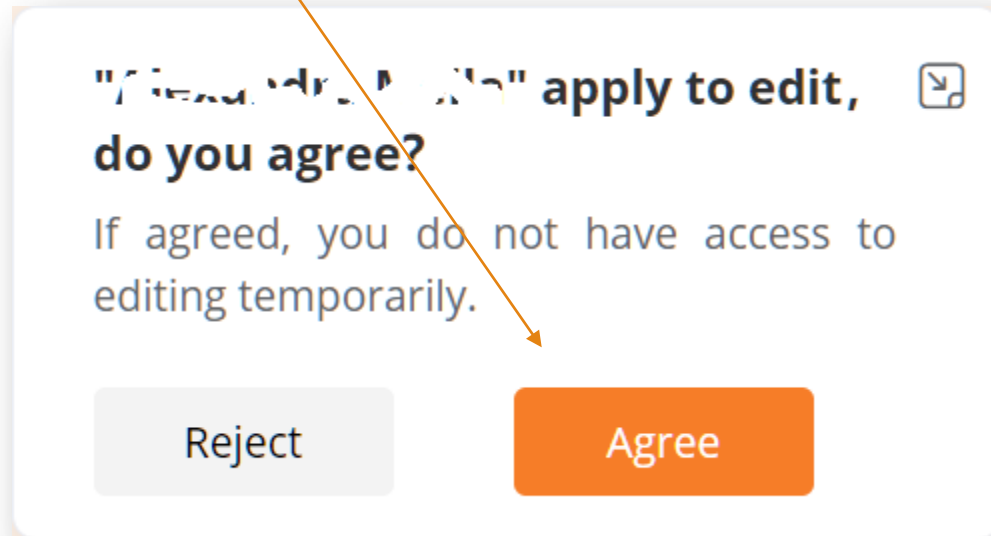 apply to edit,
do you agree?
If agreed, you do not have access to
editing temporarily.
Reject
Agree